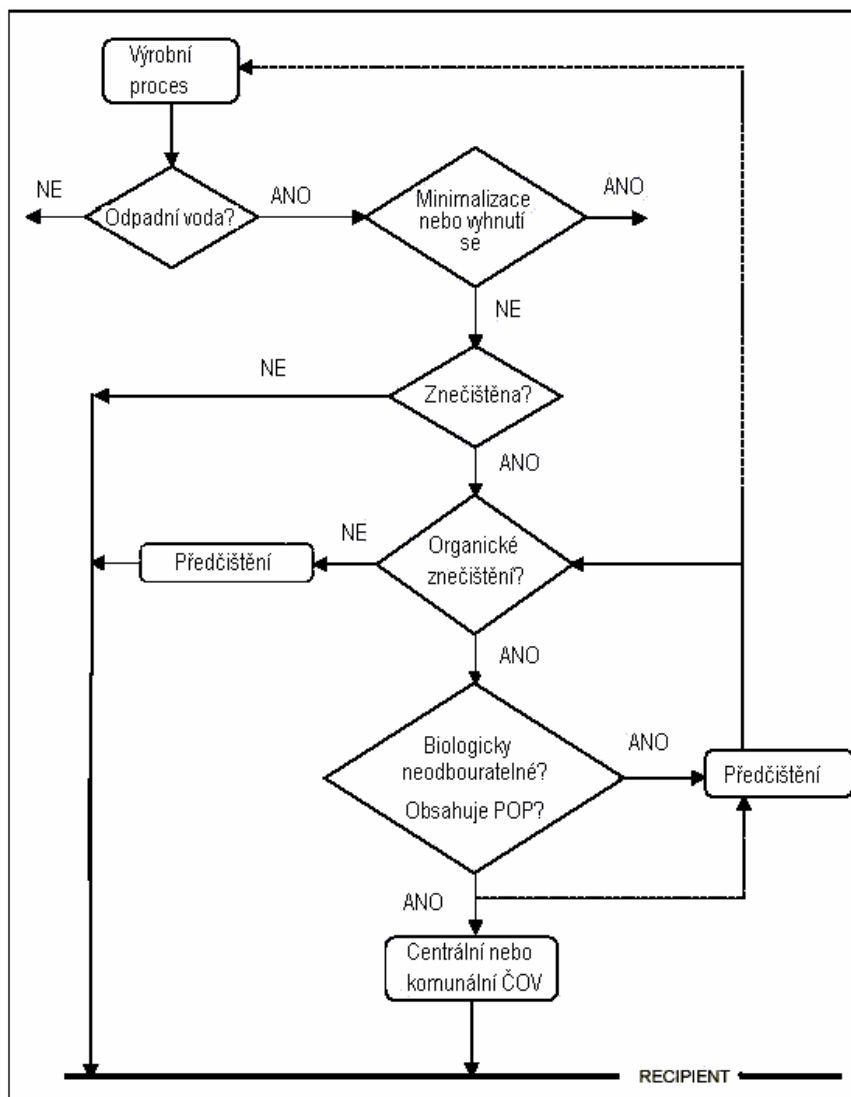 Výrobní
proces
NE
Odpadní voda?
ANO
Minimalizace
nebo vyhnutí
se
ANO
NE
NE
Znečištěna?
ANO
Předčištění
NE
Organické
znečištění?
ANO
Biologicky
neodbouratelné?
Obsahuje POP?
ANO
Předčištění
ANO
Centrální nebo
komunální ČOV
RECIPIENT